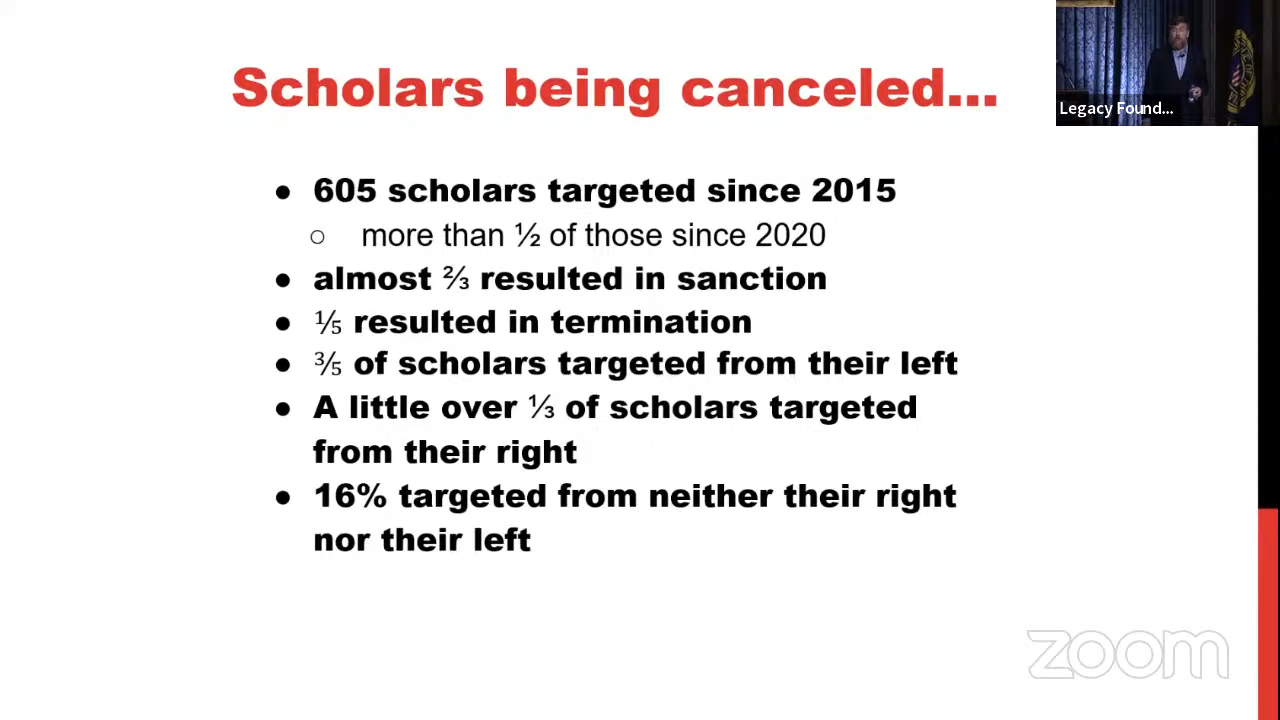 Scholars being canceled...
Legacy Found...
● 605 scholars targeted since 2015
○ more than ½ of those since 2020
● almost ⅔ resulted in sanction
● ⅕ resulted in termination
● ⅗ of scholars targeted from their left
● A little over ⅓ of scholars targeted
from their right
● 16% targeted from neither their right
nor their left
zoom